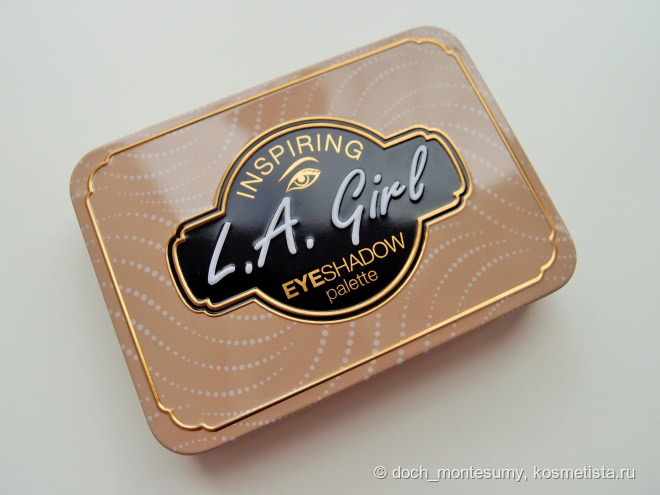 INSPIRING
L.A. Girl
EYESHADOW
palette
© doch_montesumy, kosmetista.ru